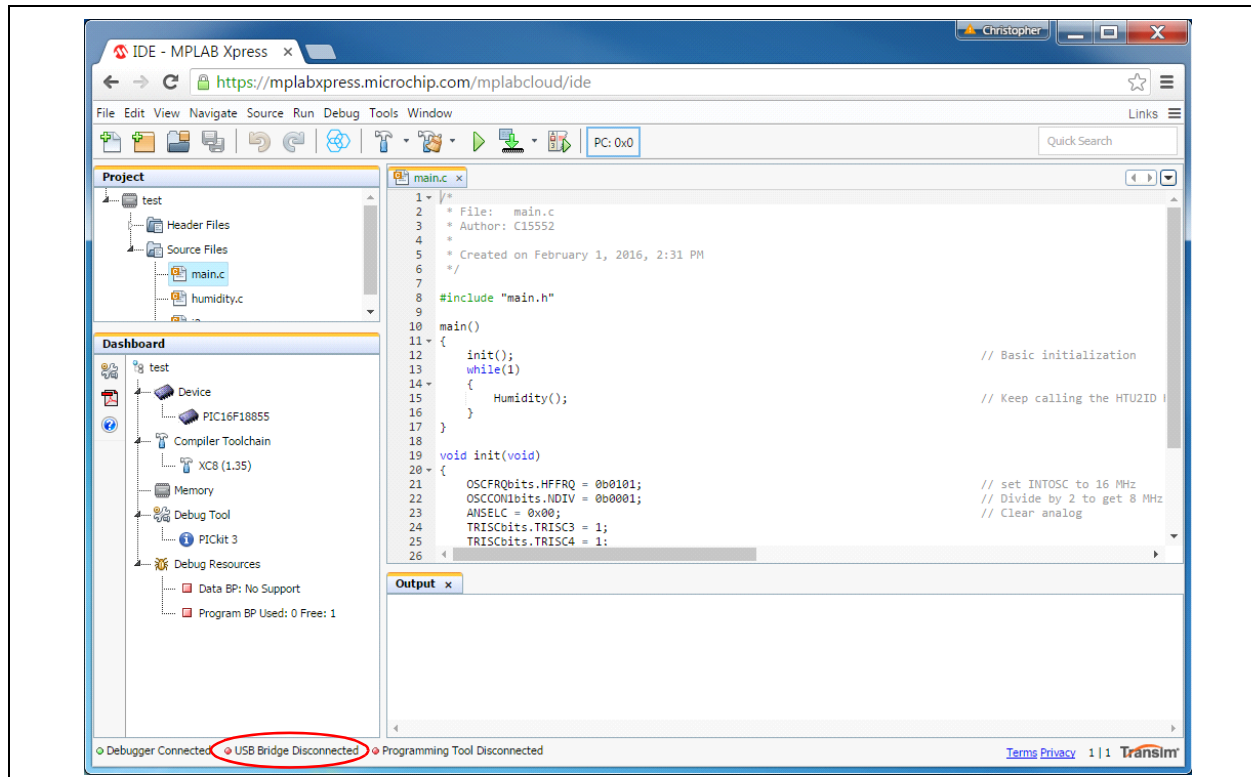 Christopher
IDE - MPLAB Xpress ×
https://mplabxpress.microchip.com/mplabcloud/ide
File Edit View Navigate Source Run Debug Tools Window
Links
PC: 0x0
Quick Search
Project
test
Header Files
Source Files
main.c
humidity.c
Dashboard
test
Device
PIC16F18855
Compiler Toolchain
XC8 (1.35)
Memory
Debug Tool
PICkit 3
Debug Resources
Data BP: No Support
Program BP Used: 0 Free: 1
main.c ×
1 /*
2 * File: main.c
3 * Author: C15552
4 *
5 * Created on February 1, 2016, 2:31 PM
6 */
7
8 #include "main.h"
9
10 main()
11 {
12 init(); // Basic initialization
13 while(1)
14 {
15 Humidity(); // Keep calling the HTU2ID
16 }
17 }
18
19 void init(void)
20 {
21 OSCFRQbits.HFFRQ = 0b0101; // set INTOSC to 16 MHz
22 OSCCON1bits.NDIV = 0b0001; // Divide by 2 to get 8 MHz
23 ANSELC = 0x00; // Clear analog
24 TRISCbits.TRISC3 = 1;
25 TRISCbits.TRISC4 = 1;
26
Output ×
Debugger Connected USB Bridge Disconnected Programming Tool Disconnected
Terms Privacy 1 | 1 Transim